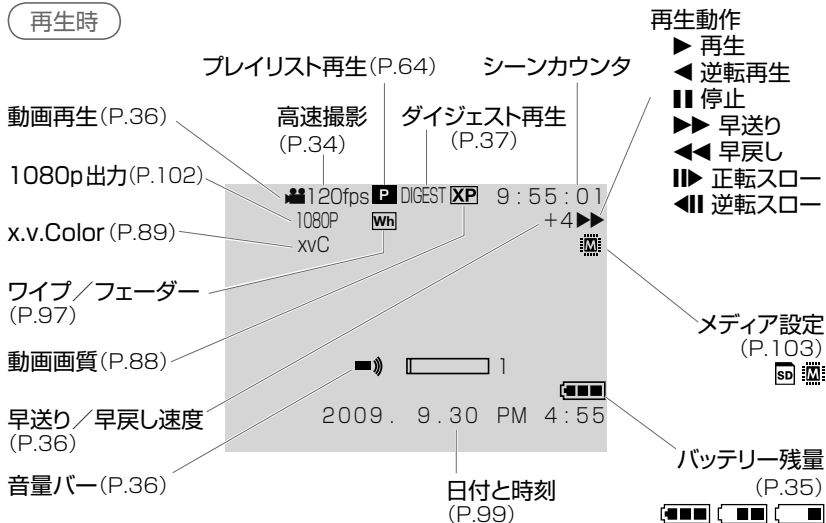 再生時
再生動作
▶ 再生
◀ 逆転再生
❚❚ 停止
▶▶ 早送り
◀◀ 早戻し
❚❚▶ 正転スロー
◀❚❚ 逆転スロー
プレイリスト再生(P.64)
シーンカウンタ
動画再生(P.36)
高速撮影
(P.34)
ダイジェスト再生
(P.37)
1080p出力(P.102)
x.v.Color(P.89)
ワイプ/フェーダー
(P.97)
動画画質(P.88)
早送り/早戻し速度
(P.36)
音量バー(P.36)
120fps P DIGEST XP 9:55:01
1080P Wh +4▶▶
xvC M
1
2009. 9.30 PM 4:55
メディア設定
(P.103)
SD M
バッテリー残量
(P.35)
日付と時刻
(P.99)